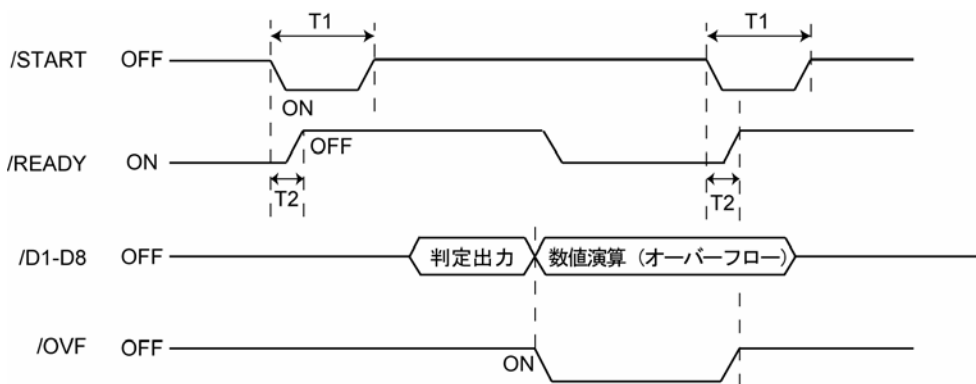 T1 T1
/START OFF
ON
/READY ON OFF
T2 T2
/D1-D8 OFF 判定出力 数値演算（オーバーフロー）
/OVF OFF ON